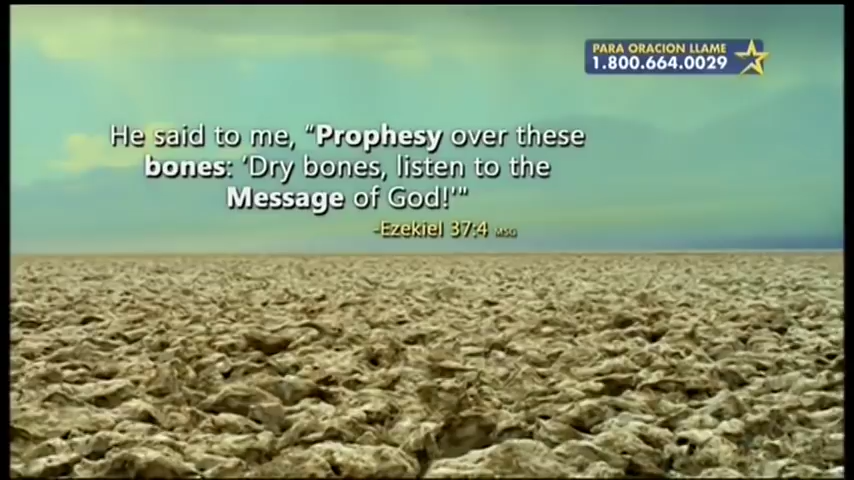 PARA ORACION LLAME
1.800.664.0029
He said to me, “Prophesy over these
bones: ‘Dry bones, listen to the
Message of God!’”
-Ezekiel 37:4 MSG